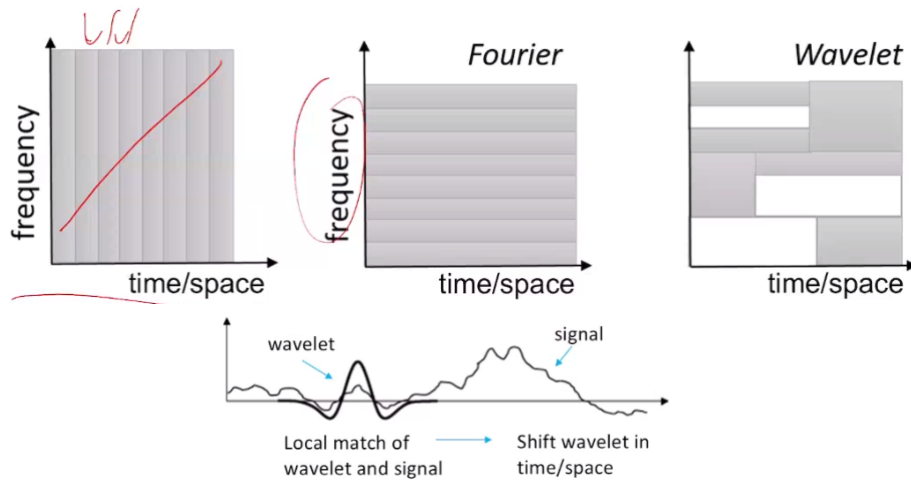 Fourier
Wavelet
frequency
time/space
frequency
time/space
frequency
time/space
wavelet
signal
Local match of
wavelet and signal
Shift wavelet in
time/space